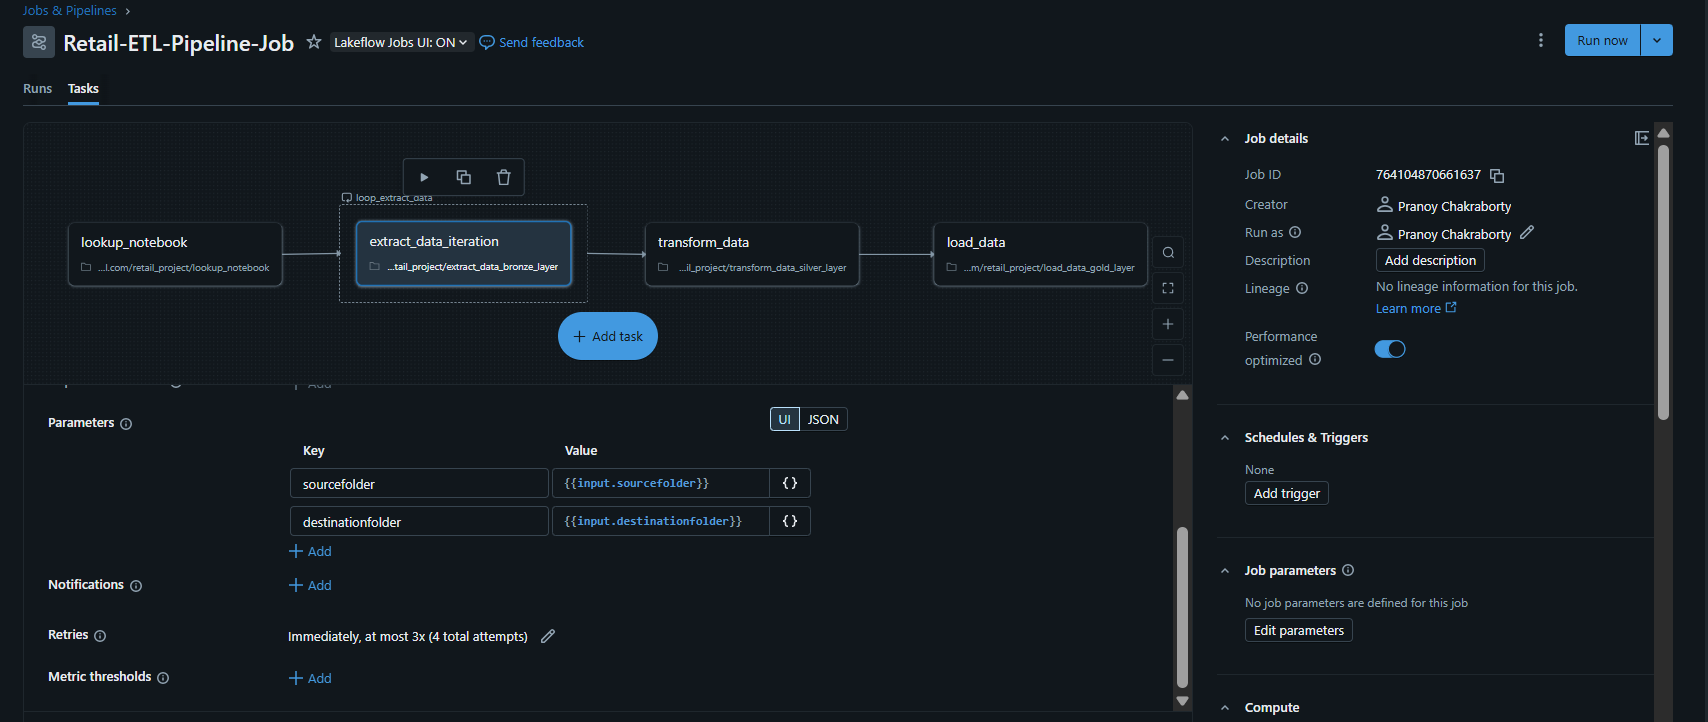 Jobs & Pipelines
Retail-ETL-Pipeline-Job
Lakeflow Jobs UI: ON
Send feedback
Run now
Runs
Tasks
loop_extract_data
lookup_notebook
...l.com/retail_project/lookup_notebook
extract_data_iteration
...tail_project/extract_data_bronze_layer
transform_data
...il_project/transform_data_silver_layer
load_data
...m/retail_project/load_data_gold_layer
+ Add task
Add
Parameters
UI
JSON
Key
Value
sourcefolder
{{input.sourcefolder}}
{}
destinationfolder
{{input.destinationfolder}}
{}
+ Add
Notifications
+ Add
Retries
Immediately, at most 3x (4 total attempts)
Metric thresholds
+ Add
Job details
Job ID
764104870661637
Creator
Pranoy Chakraborty
Run as
Pranoy Chakraborty
Description
Add description
Lineage
No lineage information for this job.
Learn more
Performance
optimized
Schedules & Triggers
None
Add trigger
Job parameters
No job parameters are defined for this job
Edit parameters
Compute